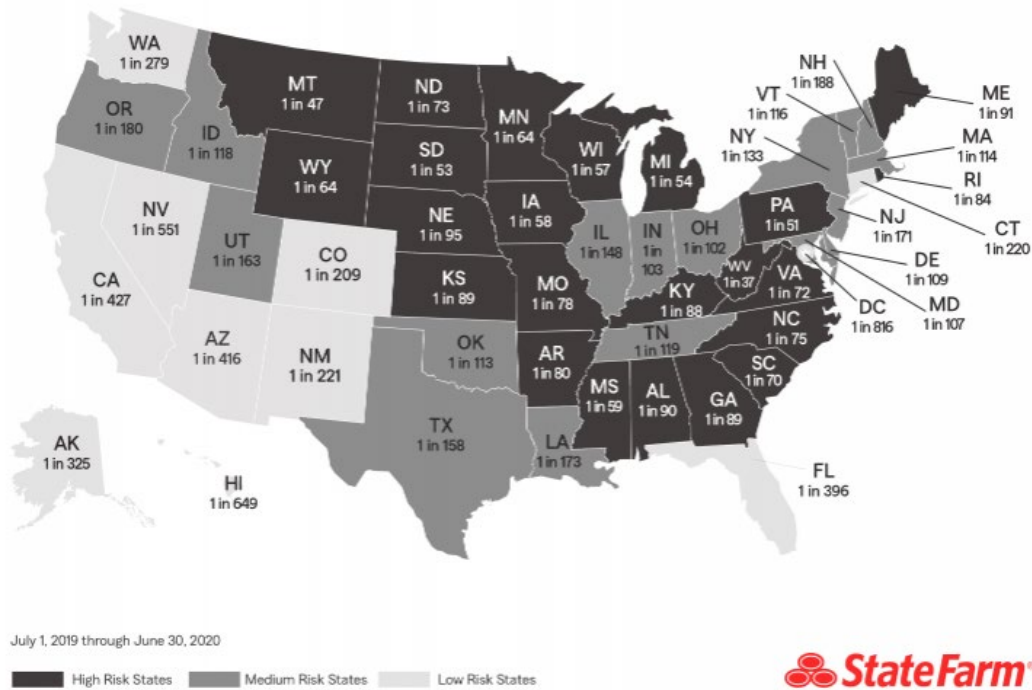 WA
1 in 279
OR
1 in 180
ID
1 in 118
MT
1 in 47
ND
1 in 73
MN
1 in 64
WY
1 in 64
SD
1 in 53
WI
1 in 57
MI
1 in 54
NH
1 in 188
VT
1 in 116
NY
1 in 133
ME
1 in 91
MA
1 in 114
RI
1 in 84
CT
1 in 220
NJ
1 in 171
DE
1 in 109
MD
1 in 107
DC
1 in 816
PA
1 in 51
NV
1 in 551
UT
1 in 163
CO
1 in 209
NE
1 in 95
IA
1 in 58
IL
1 in 148
IN
1 in
103
OH
1 in 102
WV
1 in 37
VA
1 in 72
CA
1 in 427
KS
1 in 89
MO
1 in 78
KY
1 in 88
NC
1 in 75
AZ
1 in 416
NM
1 in 221
OK
1 in 113
AR
1 in 80
TN
1 in 119
SC
1 in 70
MS
1 in 59
AL
1 in 90
GA
1 in 89
TX
1 in 158
LA
1 in 173
FL
1 in 396
AK
1 in 325
HI
1 in 649
July 1, 2019 through June 30, 2020
High Risk States
Medium Risk States
Low Risk States
StateFarm